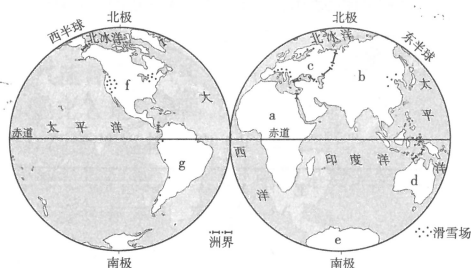 北极
西半球
北冰洋
f
大
赤道
太平洋
g
南极
洲界
北极
东半球
北冰洋
c
b
太
平
洋
a
赤道
西
洋
印度洋
d
e
南极
滑雪场